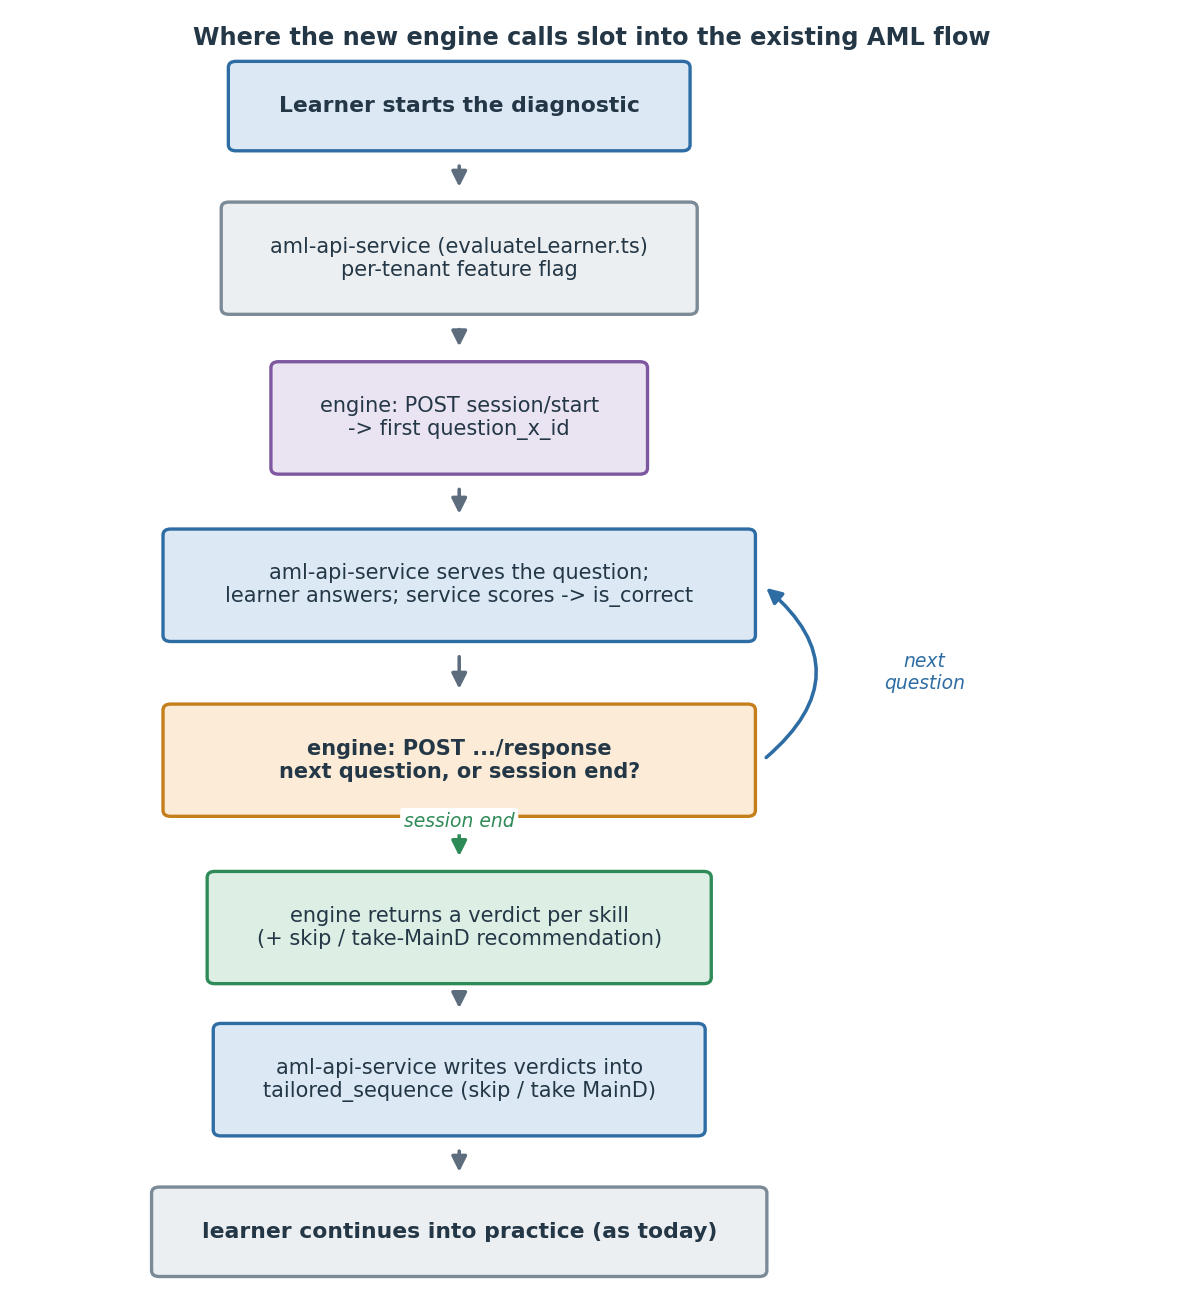 Where the new engine calls slot into the existing AML flow
Learner starts the diagnostic
aml-api-service (evaluateLearner.ts)
per-tenant feature flag
engine: POST session/start
-> first question_x_id
aml-api-service serves the question;
learner answers; service scores -> is_correct
next
question
engine: POST .../response
next question, or session end?
session end
engine returns a verdict per skill
(+ skip / take-MainD recommendation)
aml-api-service writes verdicts into
tailored_sequence (skip / take MainD)
learner continues into practice (as today)